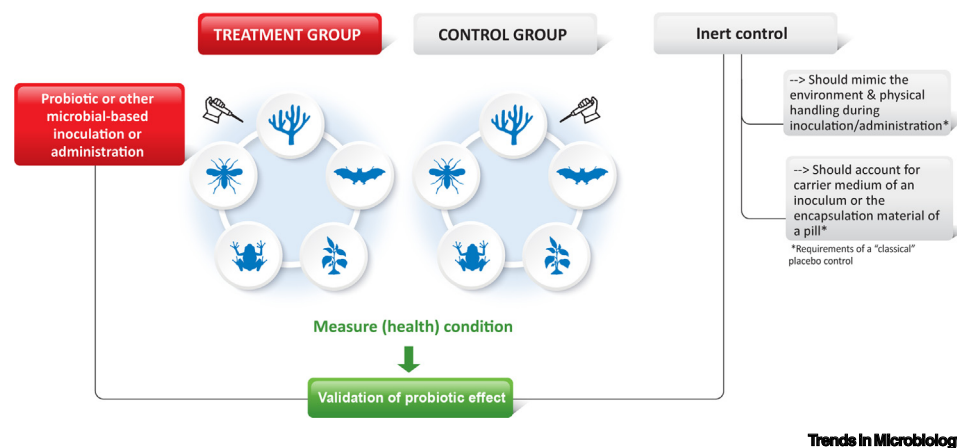 TREATMENT GROUP
CONTROL GROUP
Inert control
Probiotic or other
microbial-based
inoculation or
administration
--> Should mimic the
environment & physical
handling during
inoculation/administration*
--> Should account for
carrier medium of an
inoculum or the
encapsulation material of
a pill*
*Requirements of a "classical"
placebo control
Measure (health) condition
Validation of probiotic effect
Trends in Microbiolog